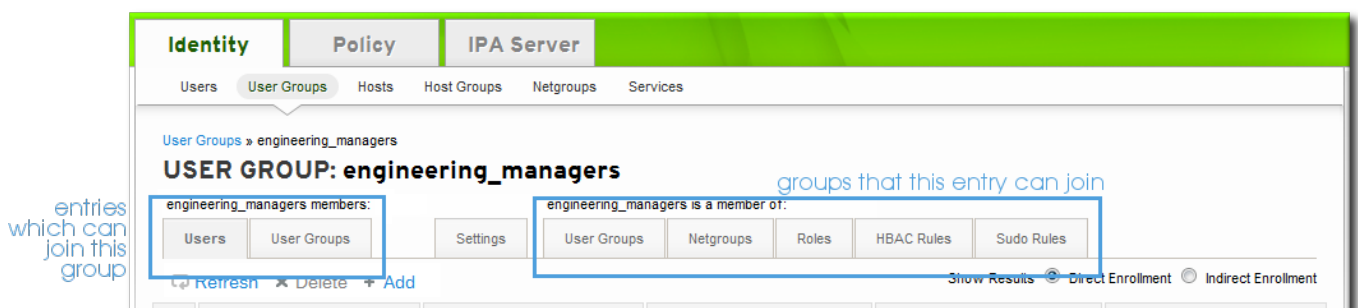 Identity Policy IPA Server
Users User Groups Hosts Host Groups Netgroups Services
User Groups » engineering_managers
USER GROUP: engineering_managers
groups that this entry can join
entries
which can
join this
group
engineering_managers members: engineering_managers is a member of:
Users User Groups Settings User Groups Netgroups Roles HBAC Rules Sudo Rules
Refresh Delete + Add Show Results Direct Enrollment Indirect Enrollment